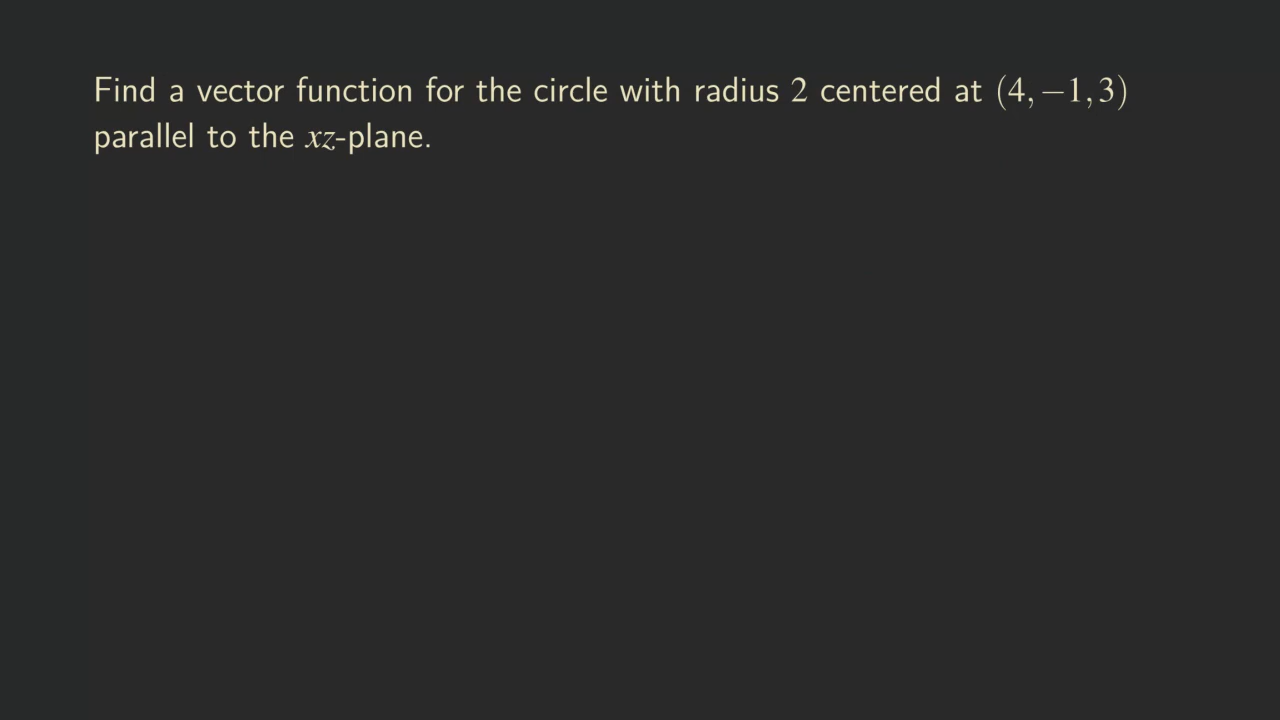 Find a vector function for the circle with radius 2 centered at (4, −1, 3)
parallel to the xz-plane.